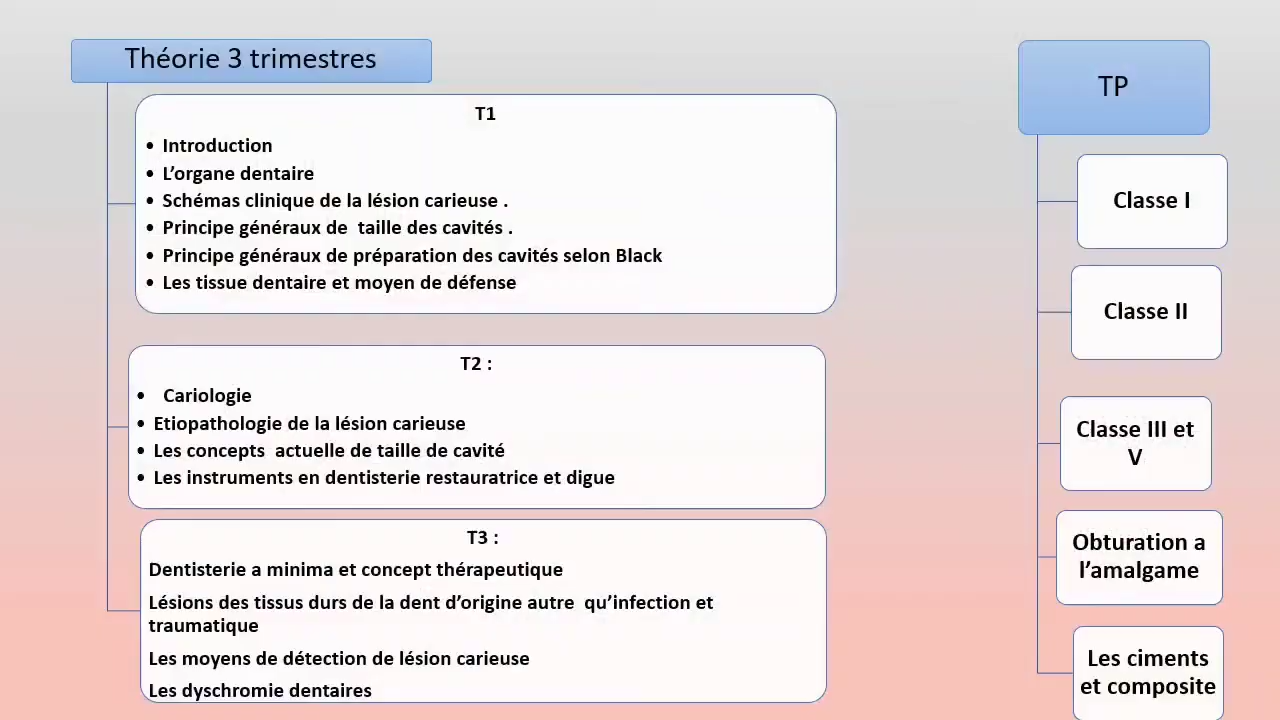 Théorie 3 trimestres
T1
• Introduction
• L’organe dentaire
• Schémas clinique de la lésion carieuse .
• Principe généraux de  taille des cavités .
• Principe généraux de préparation des cavités selon Black
• Les tissue dentaire et moyen de défense
T2 :
• Cariologie
• Etiopathologie de la lésion carieuse
• Les concepts  actuelle de taille de cavité
• Les instruments en dentisterie restauratrice et digue
T3 :
Dentisterie a minima et concept thérapeutique
Lésions des tissus durs de la dent d’origine autre  qu’infection et
traumatique
Les moyens de détection de lésion carieuse
Les dyschromie dentaires
TP
Classe I
Classe II
Classe III et
V
Obturation a
l’amalgame
Les ciments
et composite